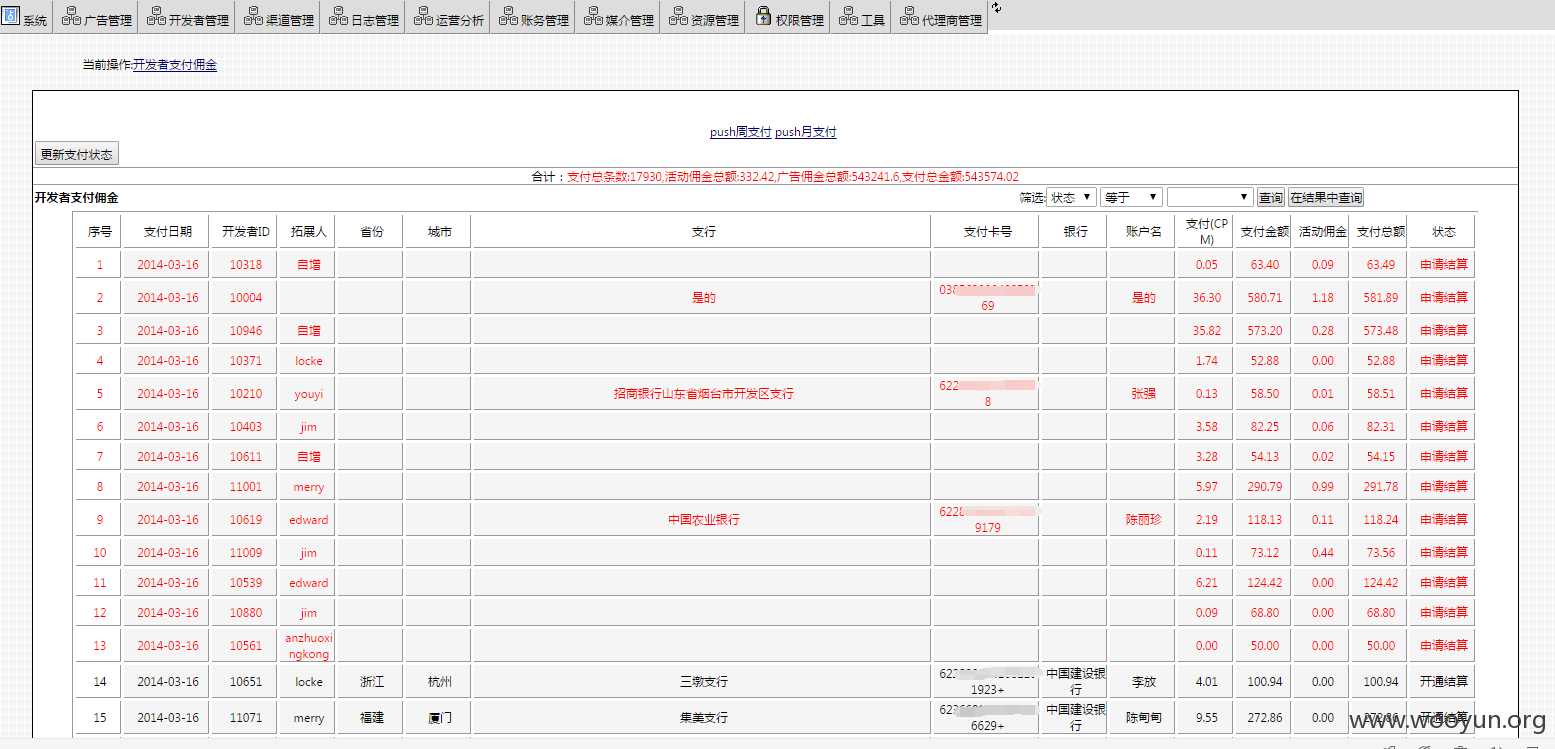 系统 广告管理 开发者管理 渠道管理 日志管理 运营分析 账务管理 媒介管理 资源管理 权限管理 工具 代理商管理
当前操作:开发者支付佣金
push周支付 push月支付
更新支付状态
合计：支付总条数:17930,活动佣金总额:332.42,广告佣金总额:543241.6,支付总金额:543574.02
开发者支付佣金 筛选: 状态 等于 查询 在结果中查询
序号 支付日期 开发者ID 拓展人 省份 城市 支行 支付卡号 银行 账户名 支付(CPM) 支付金额 活动佣金 支付总额 状态
1 2014-03-16 10318 自增 0.05 63.40 0.09 63.49 申请结算
2 2014-03-16 10004 是的 69 是的 36.30 580.71 1.18 581.89 申请结算
3 2014-03-16 10946 自增 35.82 573.20 0.28 573.48 申请结算
4 2014-03-16 10371 locke 1.74 52.88 0.00 52.88 申请结算
5 2014-03-16 10210 youyi 招商银行山东省烟台市开发区支行 622 8 张强 0.13 58.50 0.01 58.51 申请结算
6 2014-03-16 10403 jim 3.58 82.25 0.06 82.31 申请结算
7 2014-03-16 10611 自增 3.28 54.13 0.02 54.15 申请结算
8 2014-03-16 11001 merry 5.97 290.79 0.99 291.78 申请结算
9 2014-03-16 10619 edward 中国农业银行 6228 9179 陈丽珍 2.19 118.13 0.11 118.24 申请结算
10 2014-03-16 11009 jim 0.11 73.12 0.44 73.56 申请结算
11 2014-03-16 10539 edward 6.21 124.42 0.00 124.42 申请结算
12 2014-03-16 10880 jim 0.09 68.80 0.00 68.80 申请结算
13 2014-03-16 10561 anzhuoxingkong 0.00 50.00 0.00 50.00 申请结算
14 2014-03-16 10651 locke 浙江 杭州 三墩支行 1923+ 中国建设银行 李放 4.01 100.94 0.00 100.94 开通结算
15 2014-03-16 11071 merry 福建 厦门 集美支行 6629+ 中国建设银行 陈甸甸 9.55 272.86 0.00 272.86 开通结算
www.wooyun.org